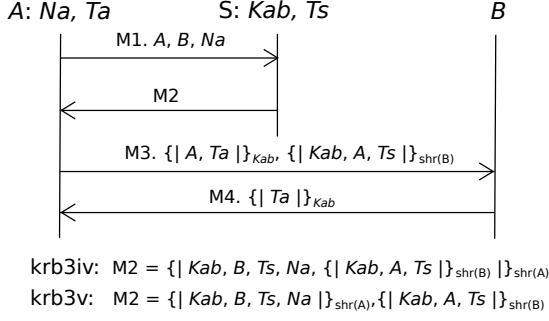 A: Na, Ta
S: Kab, Ts
B
M1. A, B, Na
M2
M3. {| A, Ta |}Kab, {| Kab, A, Ts |}shr(B)
M4. {| Ta |}Kab
krb3iv: M2 = {| Kab, B, Ts, Na, {| Kab, A, Ts |}shr(B) |}shr(A)
krb3v: M2 = {| Kab, B, Ts, Na |}shr(A),{| Kab, A, Ts |}shr(B)